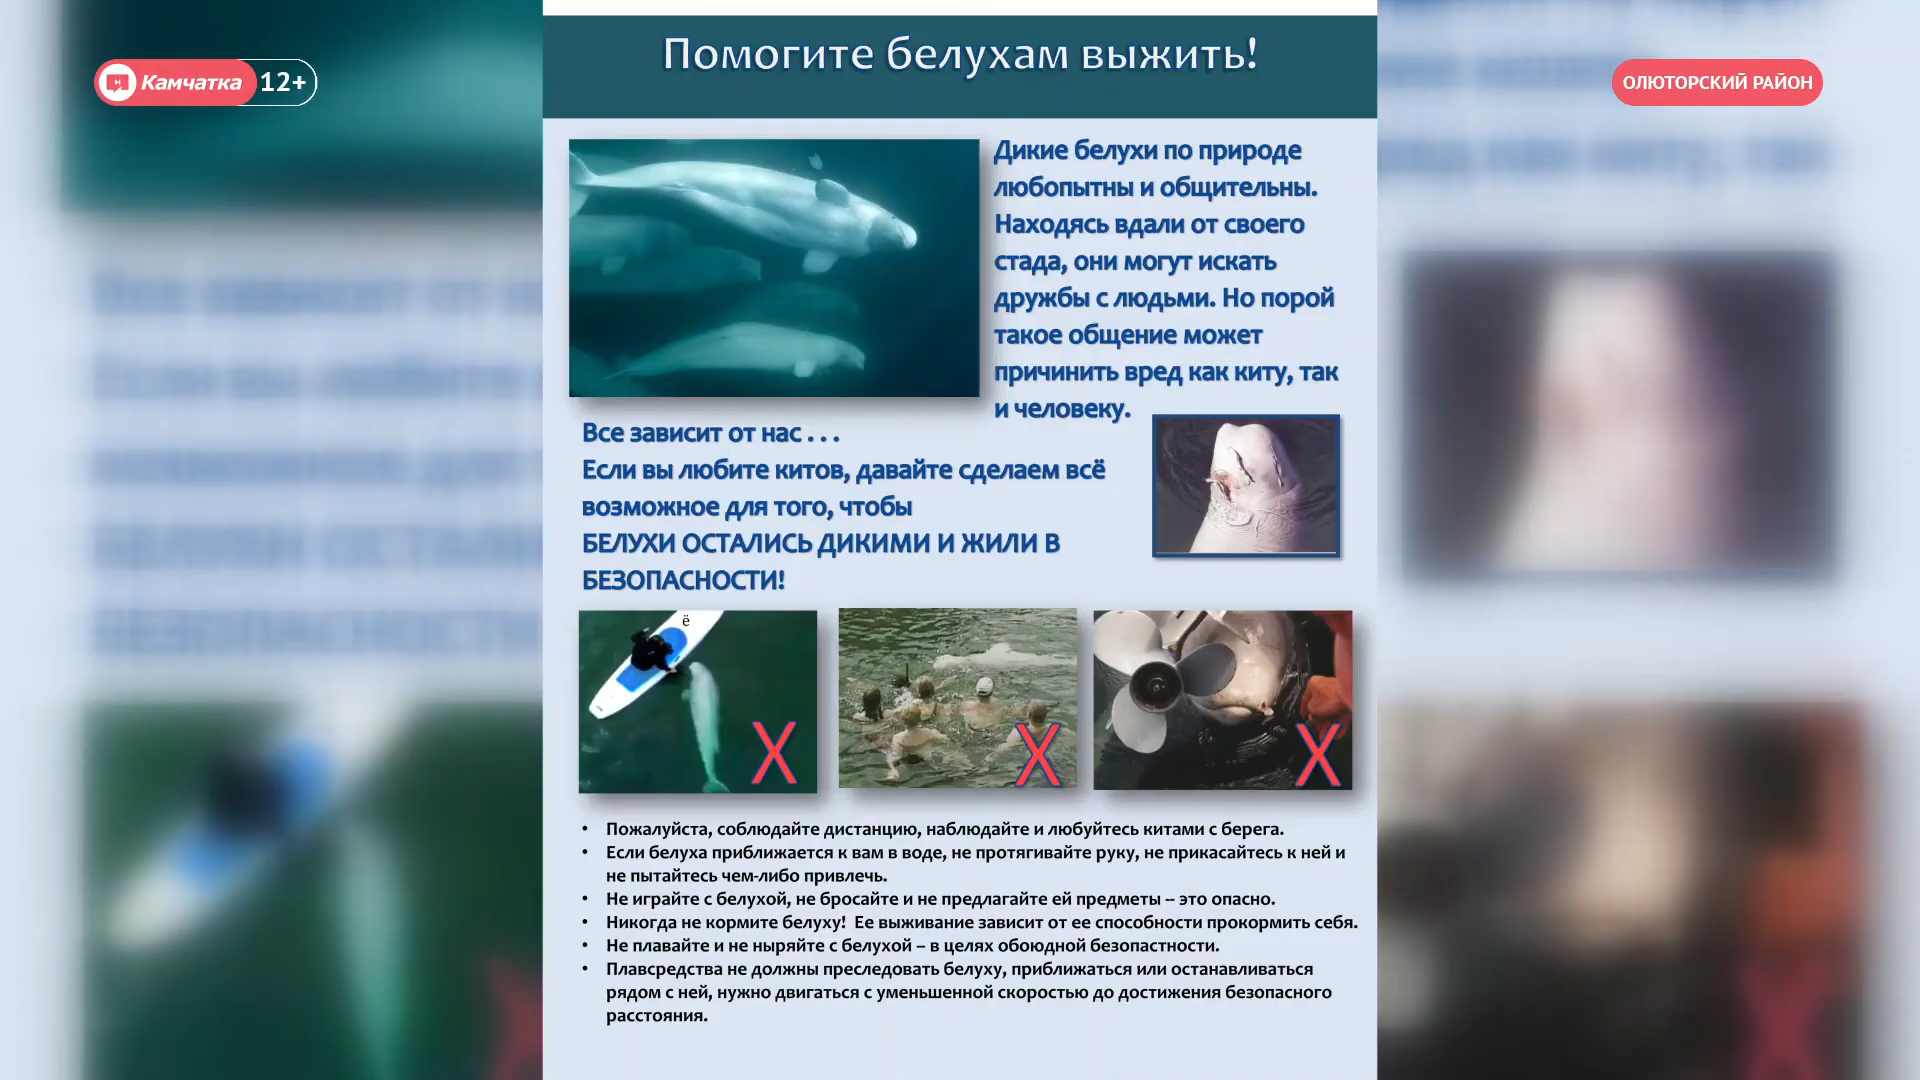 Помогите белухам выжить!
Камчатка 12+
ОЛЮТОРСКИЙ РАЙОН
Дикие белухи по природе
любопытны и общительны.
Находясь вдали от своего
стада, они могут искать
дружбы с людьми. Но порой
такое общение может
причинить вред как киту, так
и человеку.
Все зависит от нас . . .
Если вы любите китов, давайте сделаем всё
возможное для того, чтобы
БЕЛУХИ ОСТАЛИСЬ ДИКИМИ И ЖИЛИ В
БЕЗОПАСНОСТИ!
ё
X
X
X
• Пожалуйста, соблюдайте дистанцию, наблюдайте и любуйтесь китами с берега.
• Если белуха приближается к вам в воде, не протягивайте руку, не прикасайтесь к ней и
не пытайтесь чем-либо привлечь.
• Не играйте с белухой, не бросайте и не предлагайте ей предметы -- это опасно.
• Никогда не кормите белуху! Ее выживание зависит от ее способности прокормить себя.
• Не плавайте и не ныряйте с белухой – в целях обоюдной безопастности.
• Плавсредства не должны преследовать белуху, приближаться или останавливаться
рядом с ней, нужно двигаться с уменьшенной скоростью до достижения безопасного
расстояния.